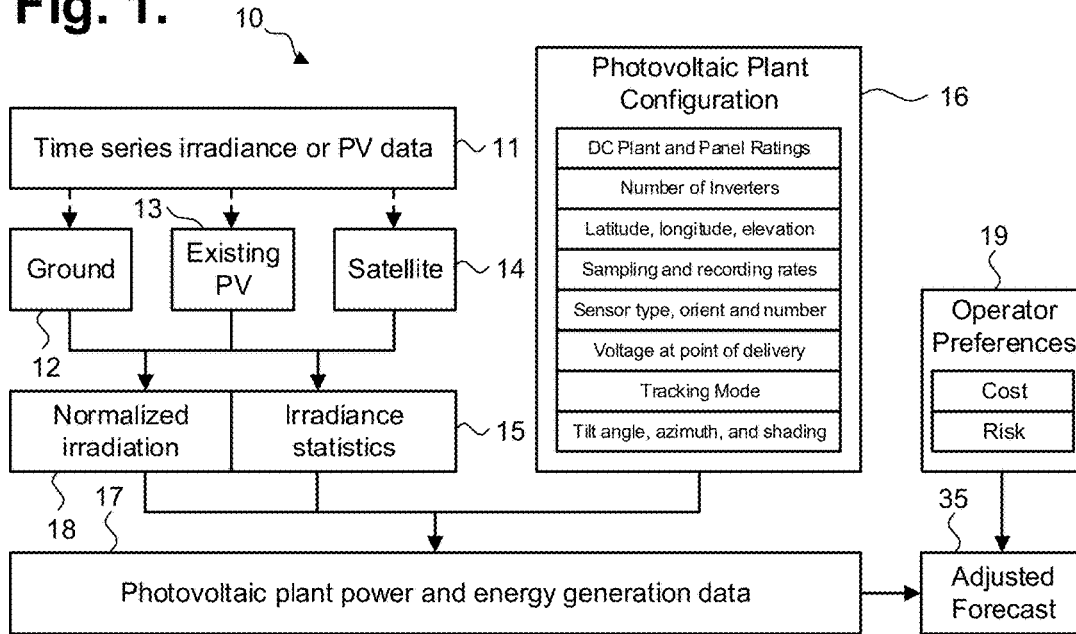 Fig. 1.
10
Time series irradiance or PV data
11
13
Ground
Existing
PV
Satellite
14
12
Normalized
irradiation
Irradiance
statistics
15
18
17
Photovoltaic Plant
Configuration
16
DC Plant and Panel Ratings
Number of Inverters
Latitude, longitude, elevation
Sampling and recording rates
Sensor type, orient and number
Voltage at point of delivery
Tracking Mode
Tilt angle, azimuth, and shading
19
Operator
Preferences
Cost
Risk
35
Photovoltaic plant power and energy generation data
Adjusted
Forecast